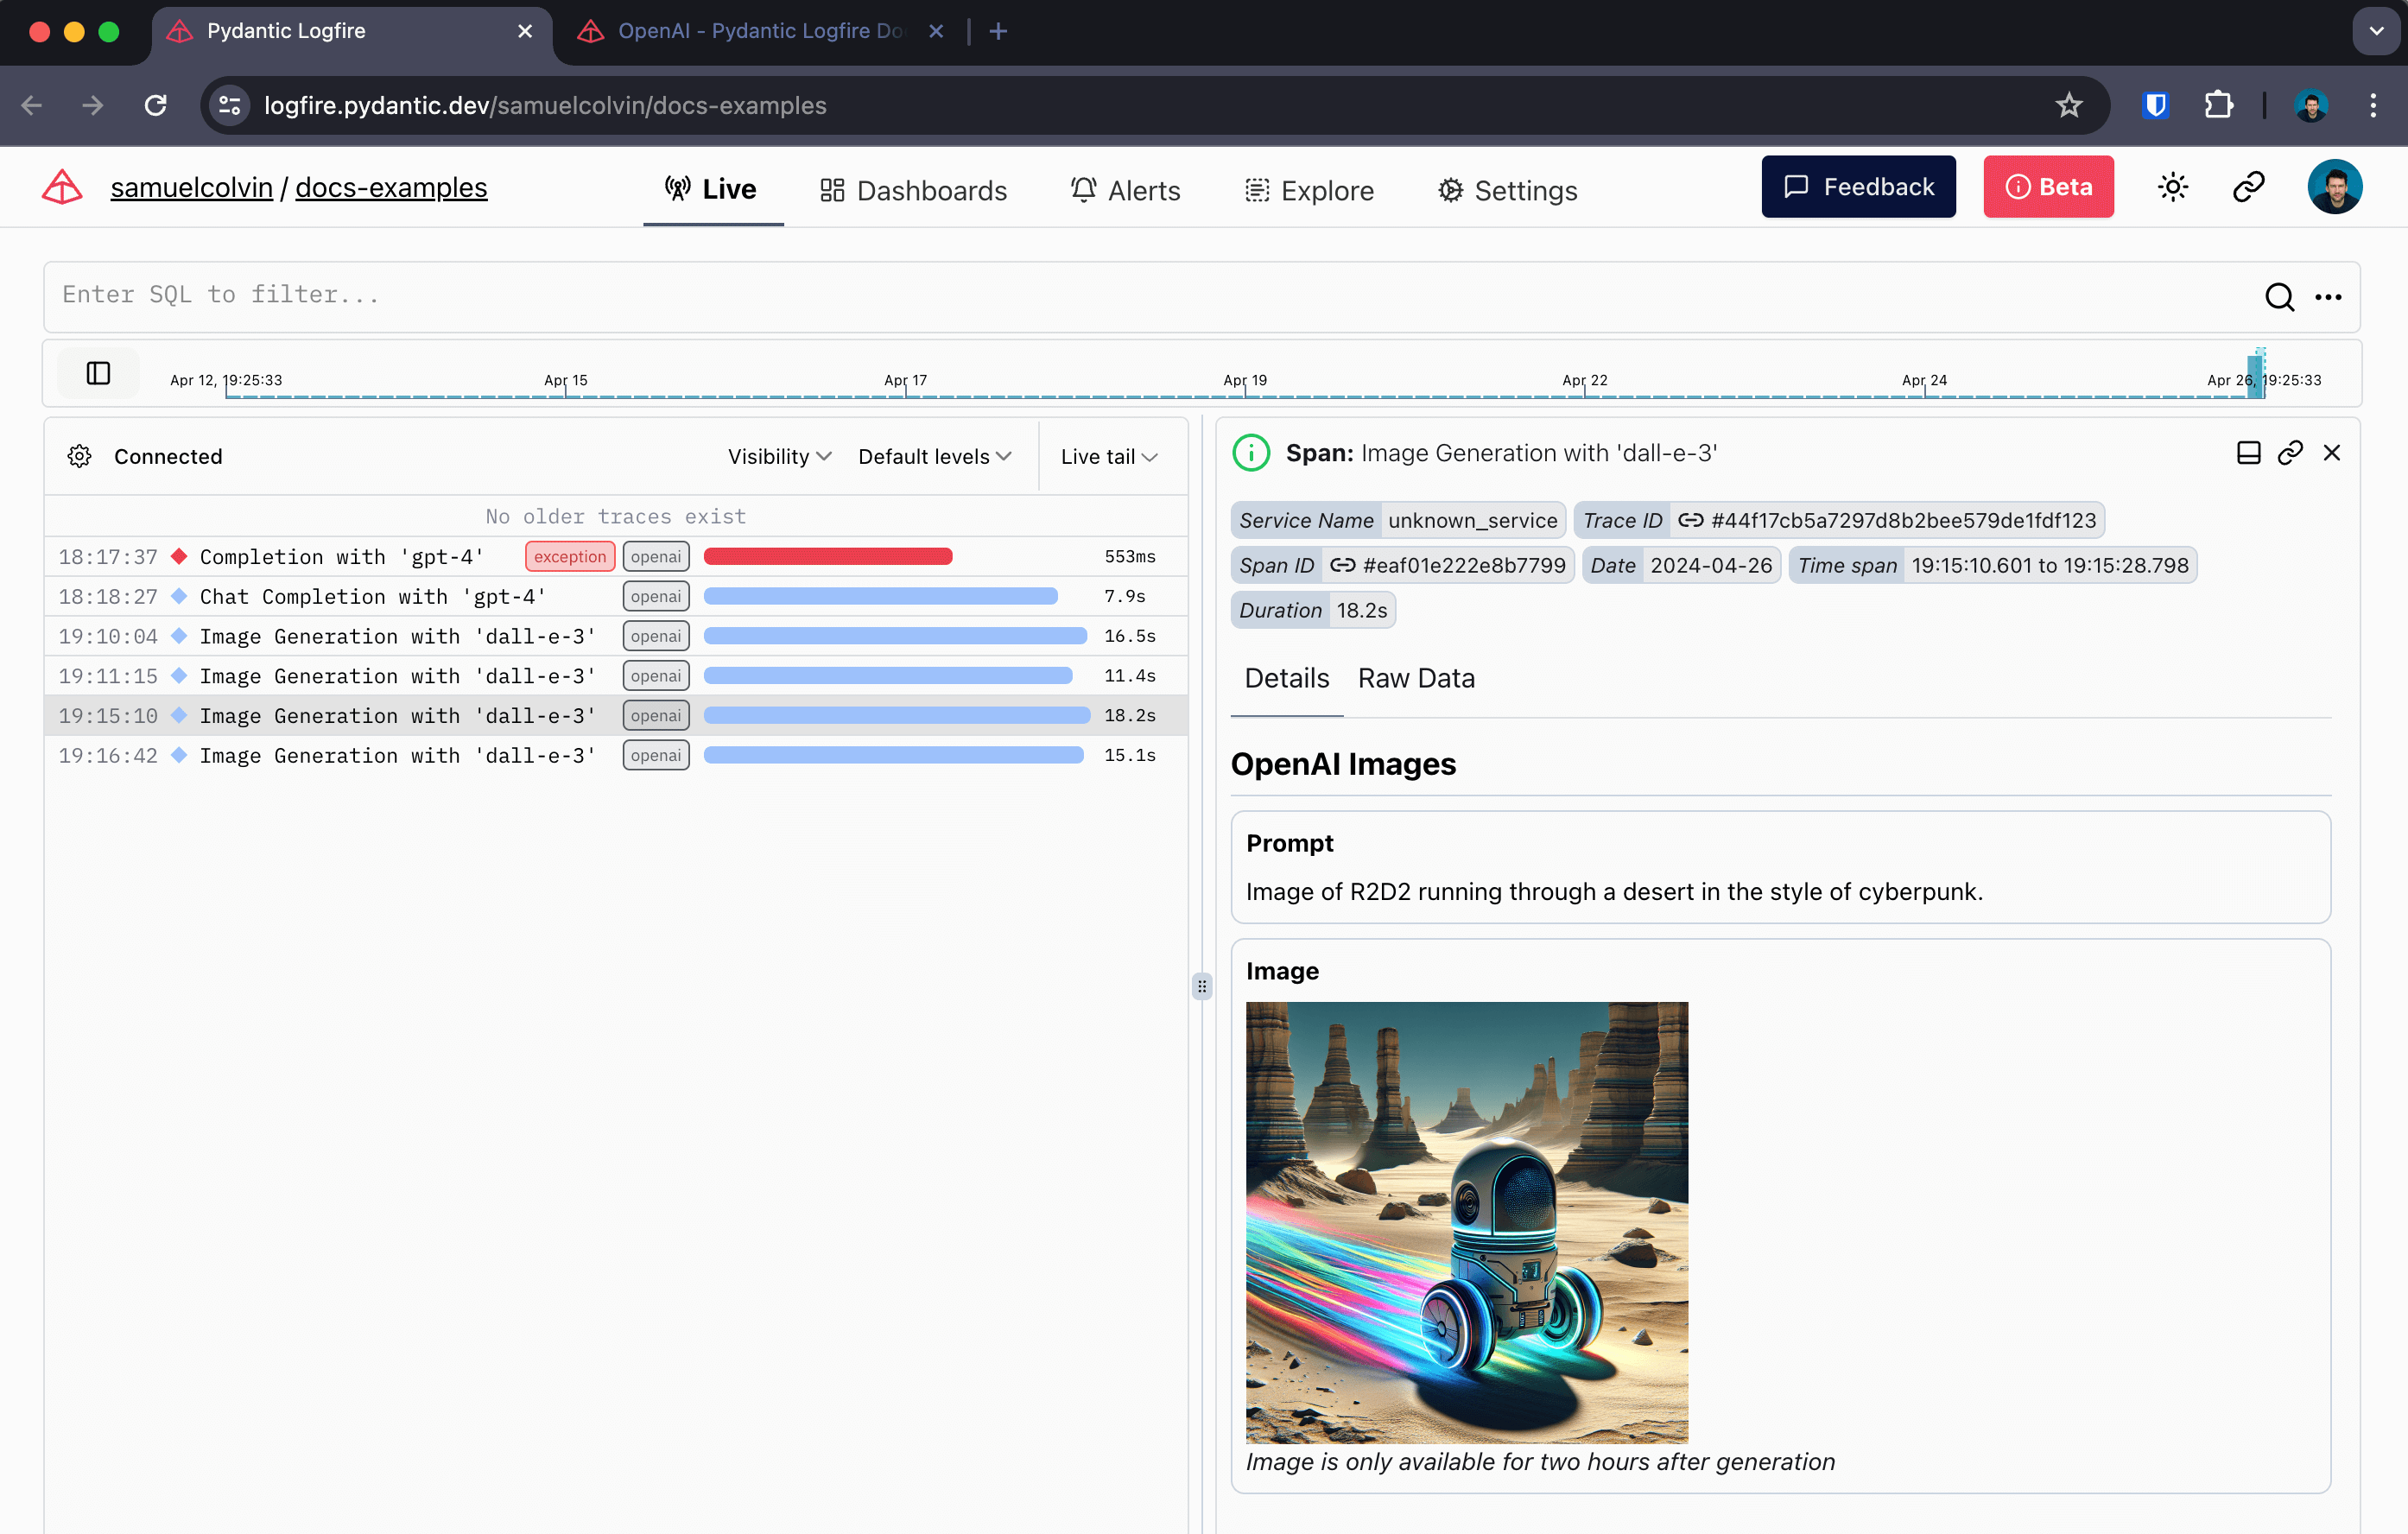 Pydantic Logfire
OpenAI - Pydantic Logfire Do
logfire.pydantic.dev/samuelcolvin/docs-examples
samuelcolvin / docs-examples
Live
Dashboards
Alerts
Explore
Settings
Feedback
Beta
Enter SQL to filter...
Apr 12, 19:25:33
Apr 15
Apr 17
Apr 19
Apr 22
Apr 24
Apr 26, 19:25:33
Connected
Visibility
Default levels
Live tail
No older traces exist
18:17:37 Completion with 'gpt-4' exception openai 553ms
18:18:27 Chat Completion with 'gpt-4' openai 7.9s
19:10:04 Image Generation with 'dall-e-3' openai 16.5s
19:11:15 Image Generation with 'dall-e-3' openai 11.4s
19:15:10 Image Generation with 'dall-e-3' openai 18.2s
19:16:42 Image Generation with 'dall-e-3' openai 15.1s
Span: Image Generation with 'dall-e-3'
Service Name unknown_service Trace ID #44f17cb5a7297d8b2bee579de1fdf123
Span ID #eaf01e222e8b7799 Date 2024-04-26 Time span 19:15:10.601 to 19:15:28.798
Duration 18.2s
Details Raw Data
OpenAI Images
Prompt
Image of R2D2 running through a desert in the style of cyberpunk.
Image
Image is only available for two hours after generation